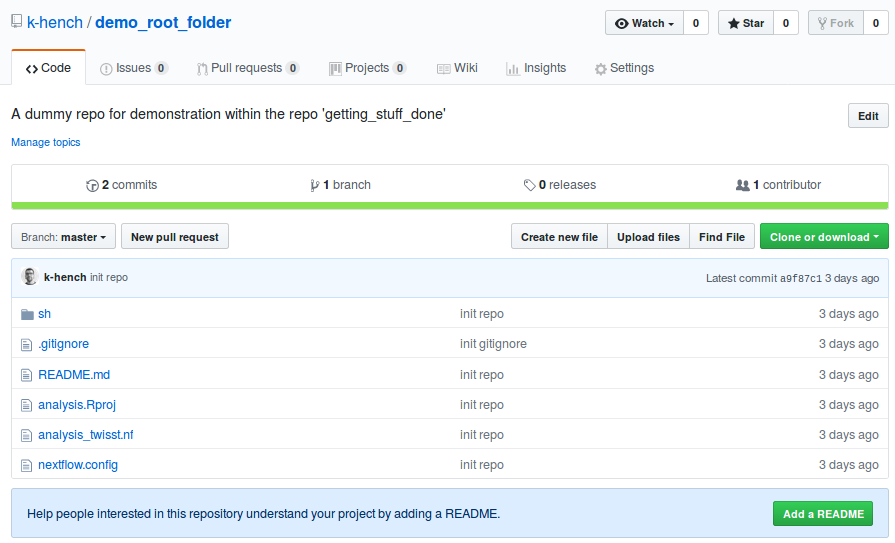 k-hench / demo_root_folder Watch 0 Star 0 Fork 0
Code Issues 0 Pull requests 0 Projects 0 Wiki Insights Settings
A dummy repo for demonstration within the repo 'getting_stuff_done' Edit
Manage topics
2 commits 1 branch 0 releases 1 contributor
Branch: master New pull request Create new file Upload files Find File Clone or download
k-hench init repo Latest commit a9f87c1 3 days ago
sh init repo 3 days ago
.gitignore init gitignore 3 days ago
README.md init repo 3 days ago
analysis.Rproj init repo 3 days ago
analysis_twisst.nf init repo 3 days ago
nextflow.config init repo 3 days ago
Help people interested in this repository understand your project by adding a README. Add a README